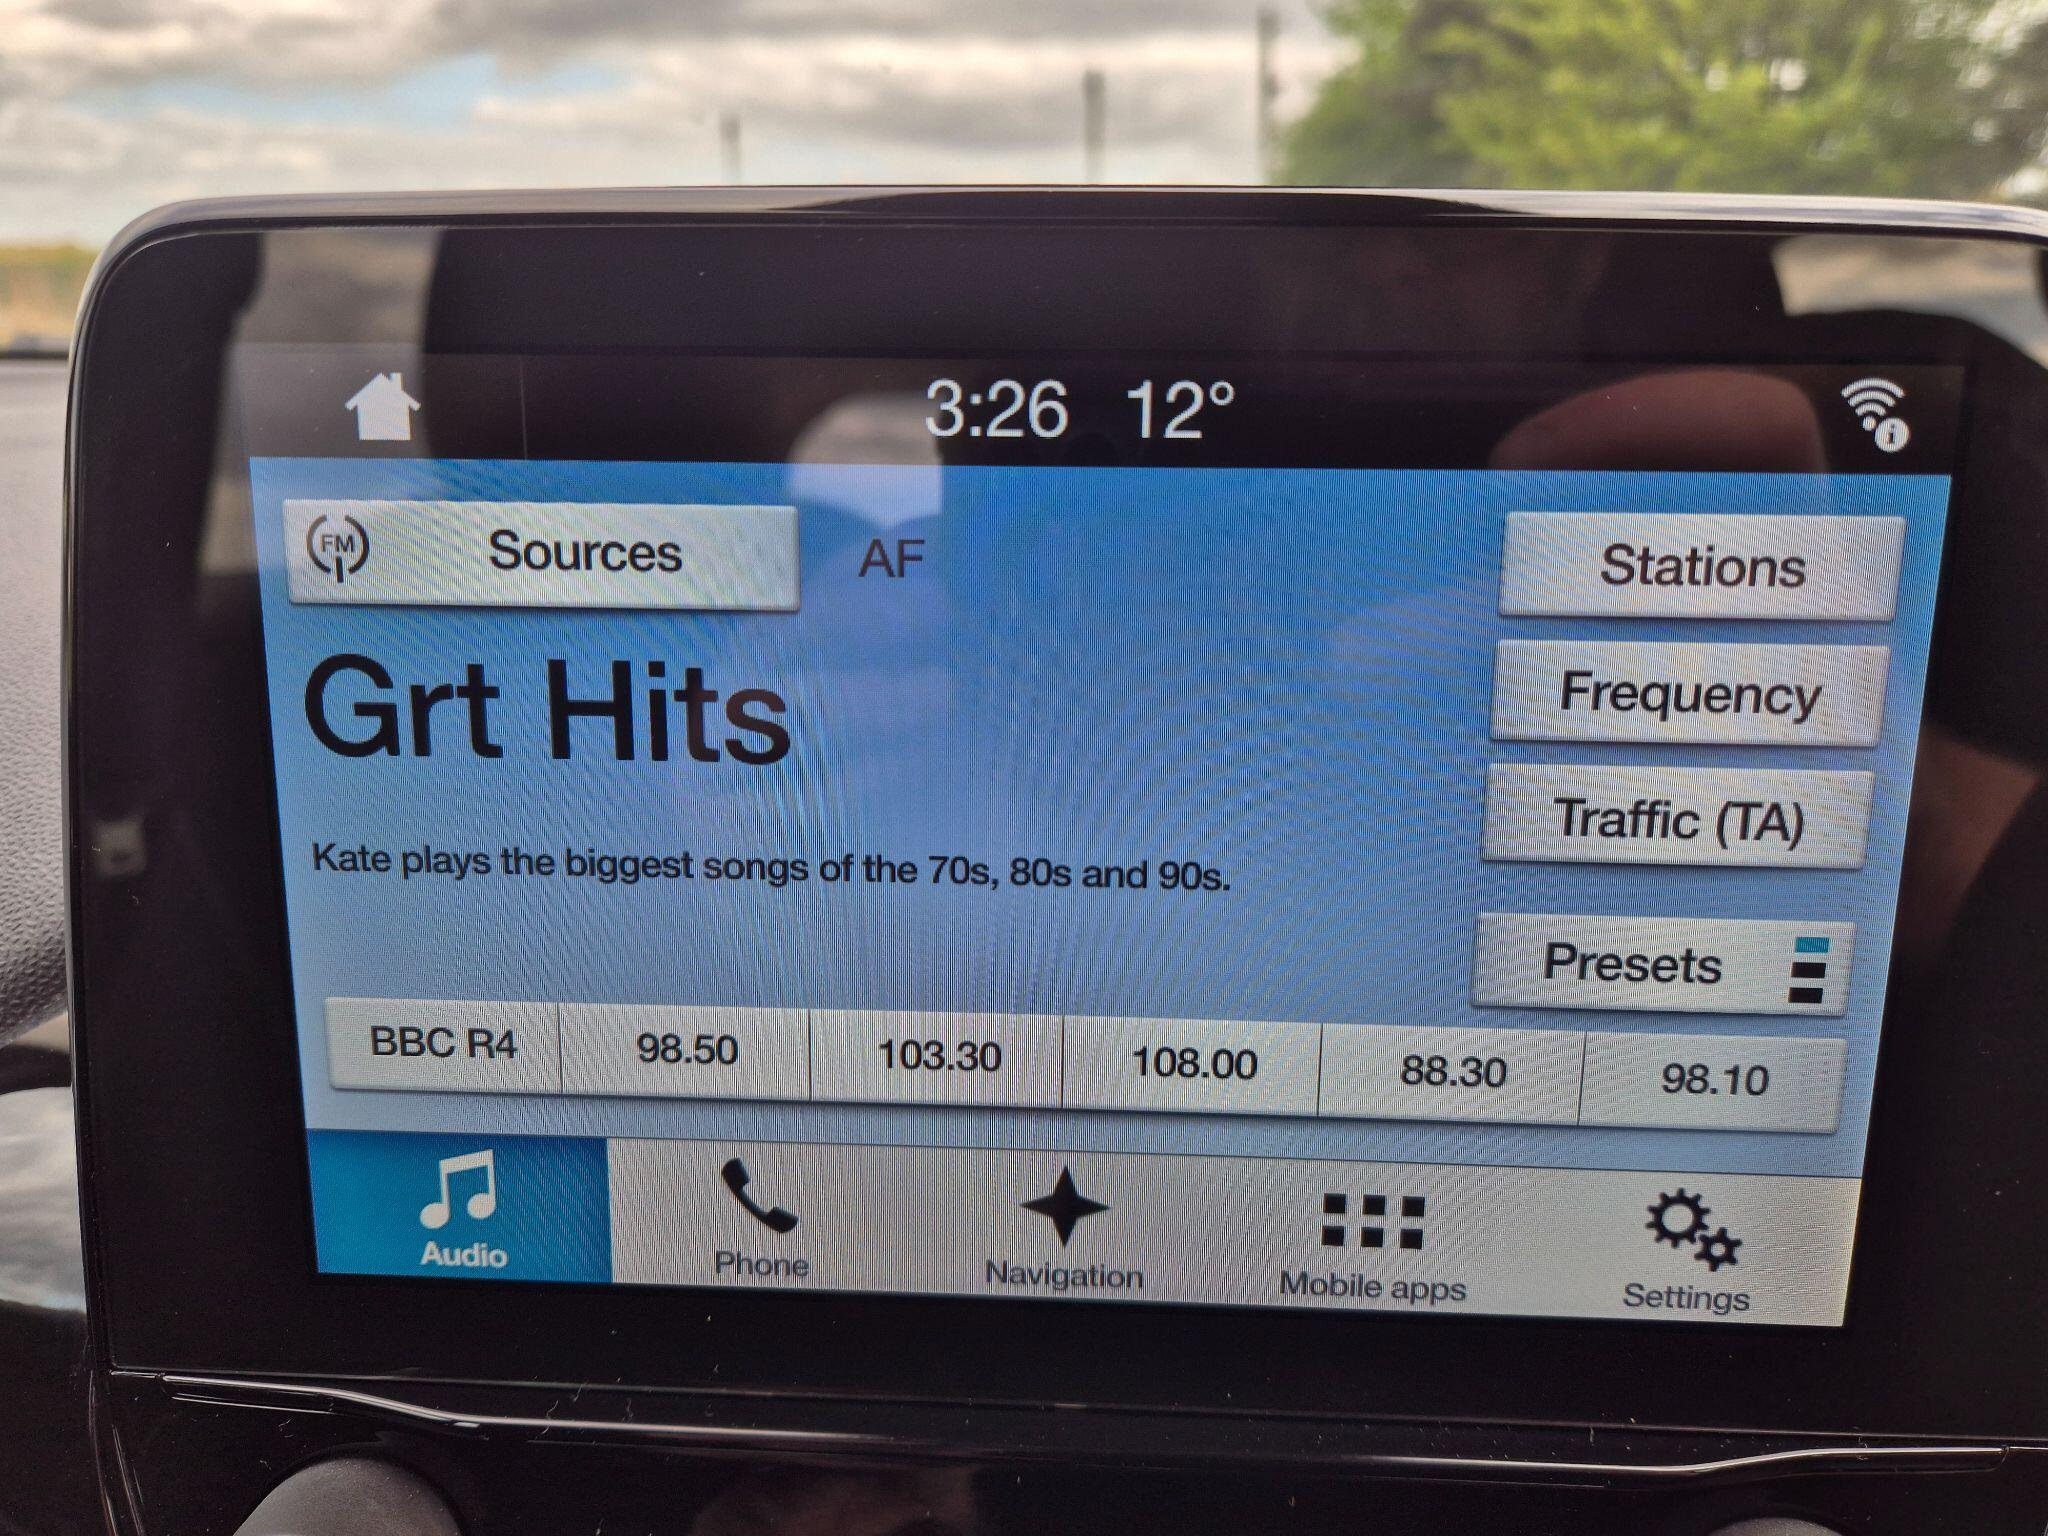 3:26 12°
FM Sources AF Stations
Grt Hits
Frequency
Traffic (TA)
Kate plays the biggest songs of the 70s, 80s and 90s.
Presets
BBC R4 98.50 103.30 108.00 88.30 98.10
Audio Phone Navigation Mobile apps Settings